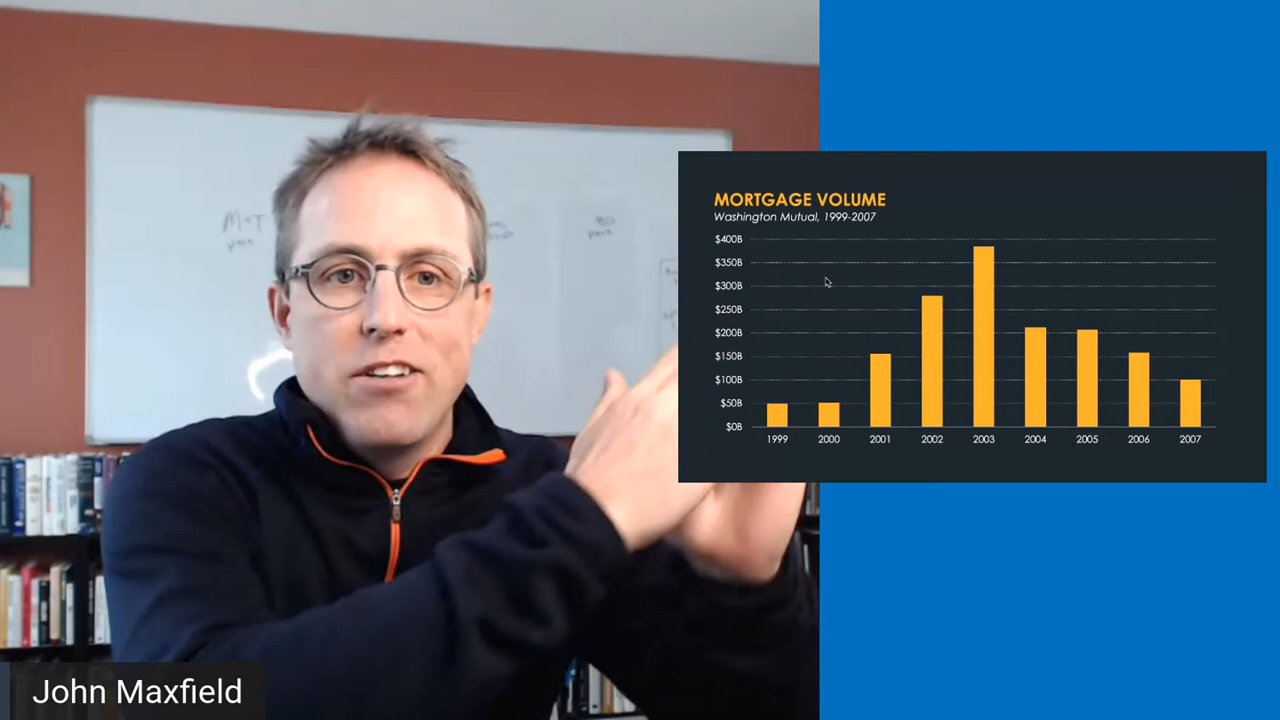 M+T
MORTGAGE VOLUME
Washington Mutual, 1999-2007
$400B
$350B
$300B
$250B
$200B
$150B
$100B
$50B
$0B
1999 2000 2001 2002 2003 2004 2005 2006 2007
John Maxfield